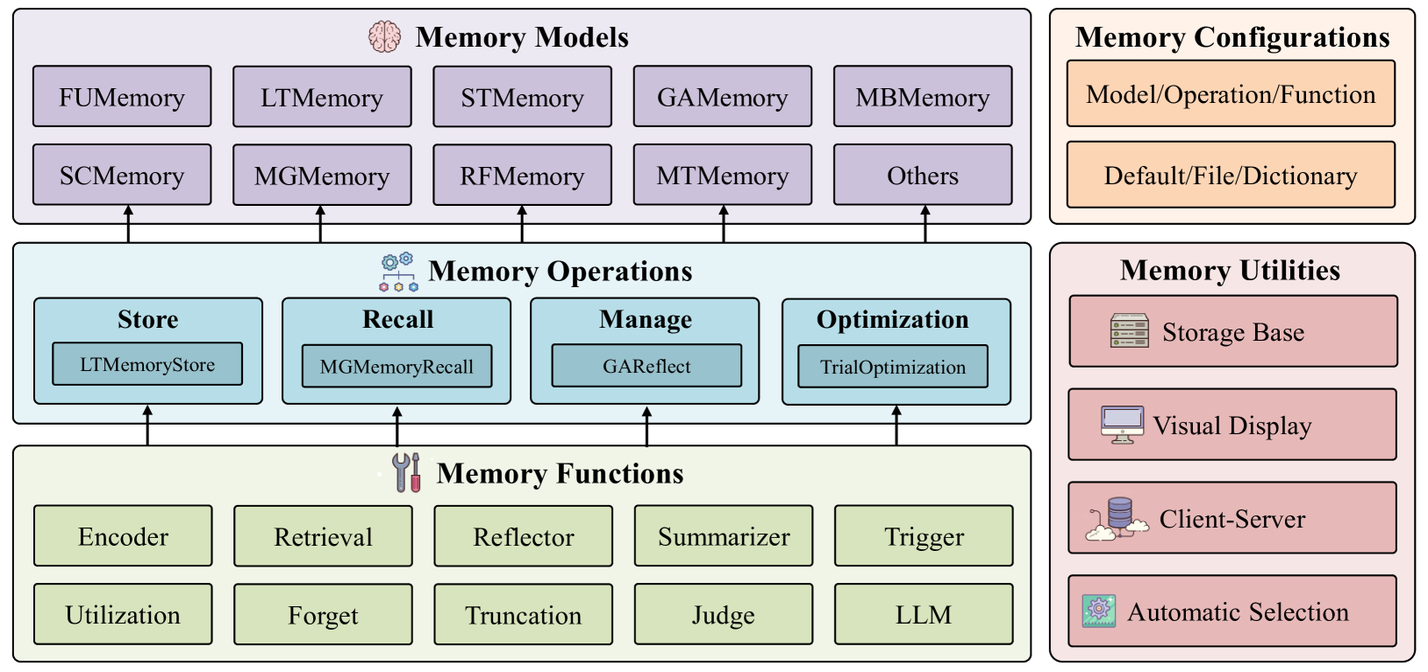 Memory Models
FUMemory
LTMemory
STMemory
GAMemory
MBMemory
SCMemory
MGMemory
RFMemory
MTMemory
Others
Memory Operations
Store
LTMemoryStore
Recall
MGMemoryRecall
Manage
GAReflect
Optimization
TrialOptimization
Memory Functions
Encoder
Retrieval
Reflector
Summarizer
Trigger
Utilization
Forget
Truncation
Judge
LLM
Memory Configurations
Model/Operation/Function
Default/File/Dictionary
Memory Utilities
Storage Base
Visual Display
Client-Server
Automatic Selection